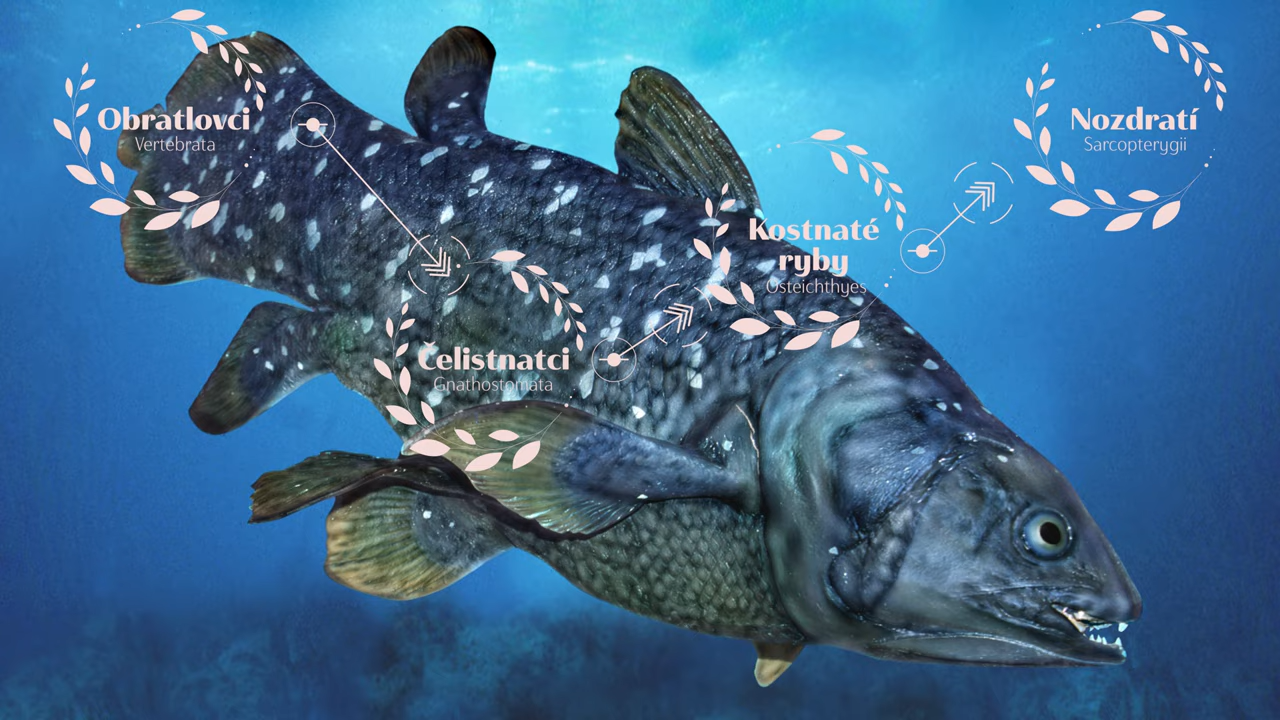 Obratlovci
Vertebrata
Čelistnatci
Gnathostomata
Kostnaté
ryby
Osteichthyes
Nozdratí
Sarcopterygii